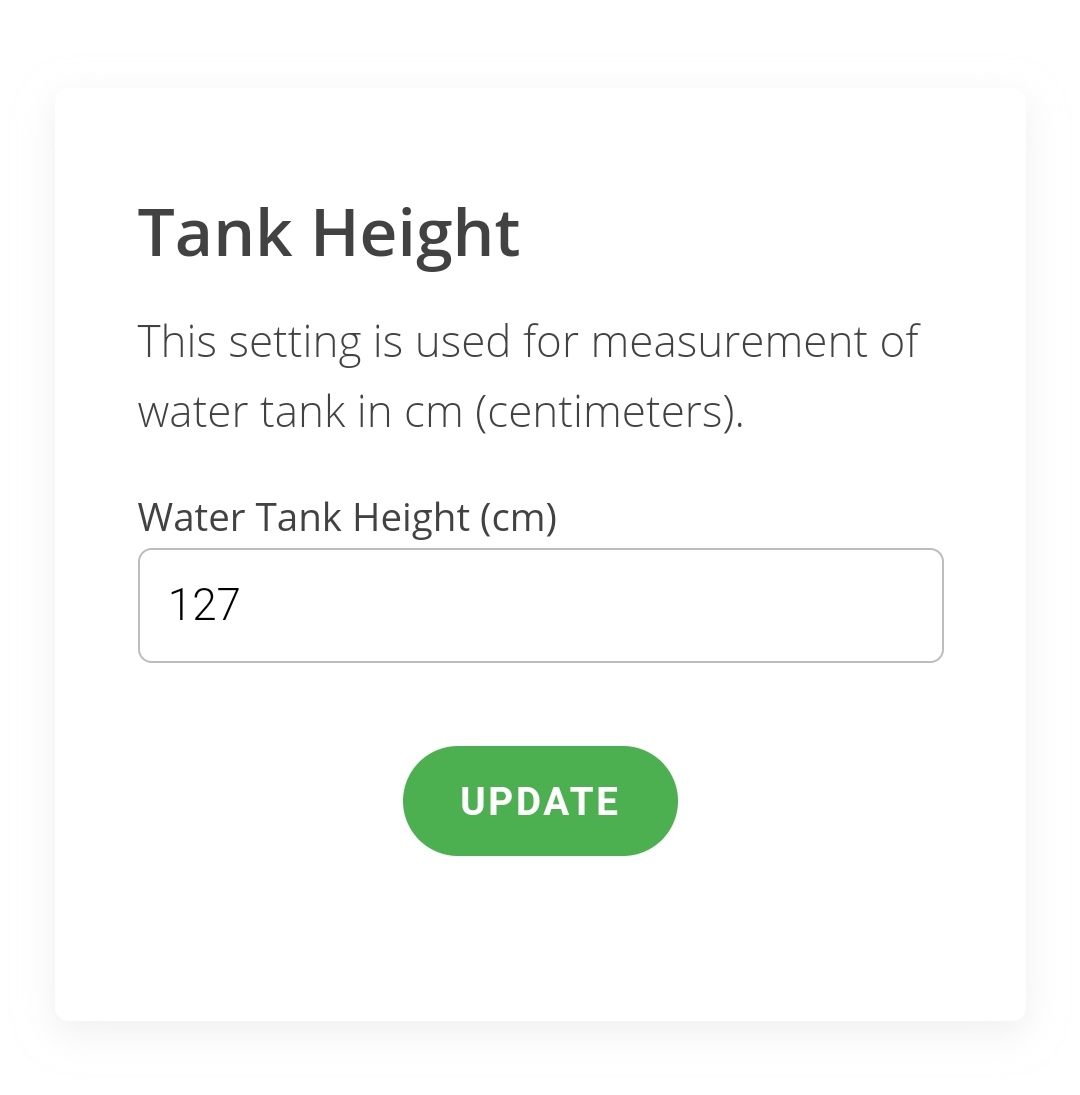 Tank Height
This setting is used for measurement of
water tank in cm (centimeters).
Water Tank Height (cm)
127
UPDATE